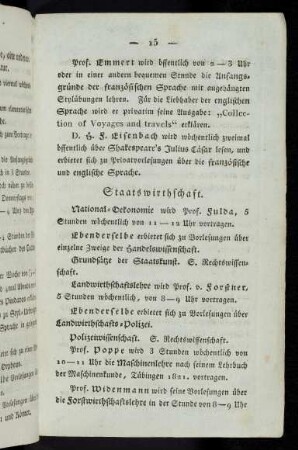 — 15 —
Prof. Emmert wird öffentlich von 2 — 3 Uhr
oder in einer andern bequemen Stunde die Anfangs-
gründe der französischen Sprache mit angehängten
Stylübungen lehren. Für die Liebhaber der englischen
Sprache wird er privatim seine Ausgabe: „Collec-
tion of Voyages and travels“ erklären.
D. H. F. Eisenbach wird wöchentlich zweimal
öffentlich über Shakespear's Julius Cäsar lesen, und er-
bietet sich zu Privatvorlesungen über die französische
und englische Sprache.
Staatswirthschaft.
National-Oekonomie wird Prof. Fulda, 5
Stunden wöchentlich von 11 — 12 Uhr vortragen.
Ebenderselbe erbietet sich zu Vorlesungen über
einzelne Zweige der Handelswissenschaft.
Grundsätze der Staatskunst. S. Rechtswissen-
schaft.
Landwirthschaftslehre wird Prof. v. Forstner,
5 Stunden wöchentlich, von 8—9 Uhr vortragen.
Ebenderselbe erbietet sich zu Vorlesungen über
Landwirthschafts-Polizei.
Polizeiwissenschaft. S. Rechtswissenschaft.
Prof. Poppe wird 3 Stunden wöchentlich von
10—11 Uhr die Maschinenlehre nach seinem Lehrbuch
der Maschinenkunde, Tübingen 1821. vortragen.
Prof. Widenmann wird seine Vorlesungen über
die Forstwirthschaftslehre in der Stunde von 8—9 Uhr